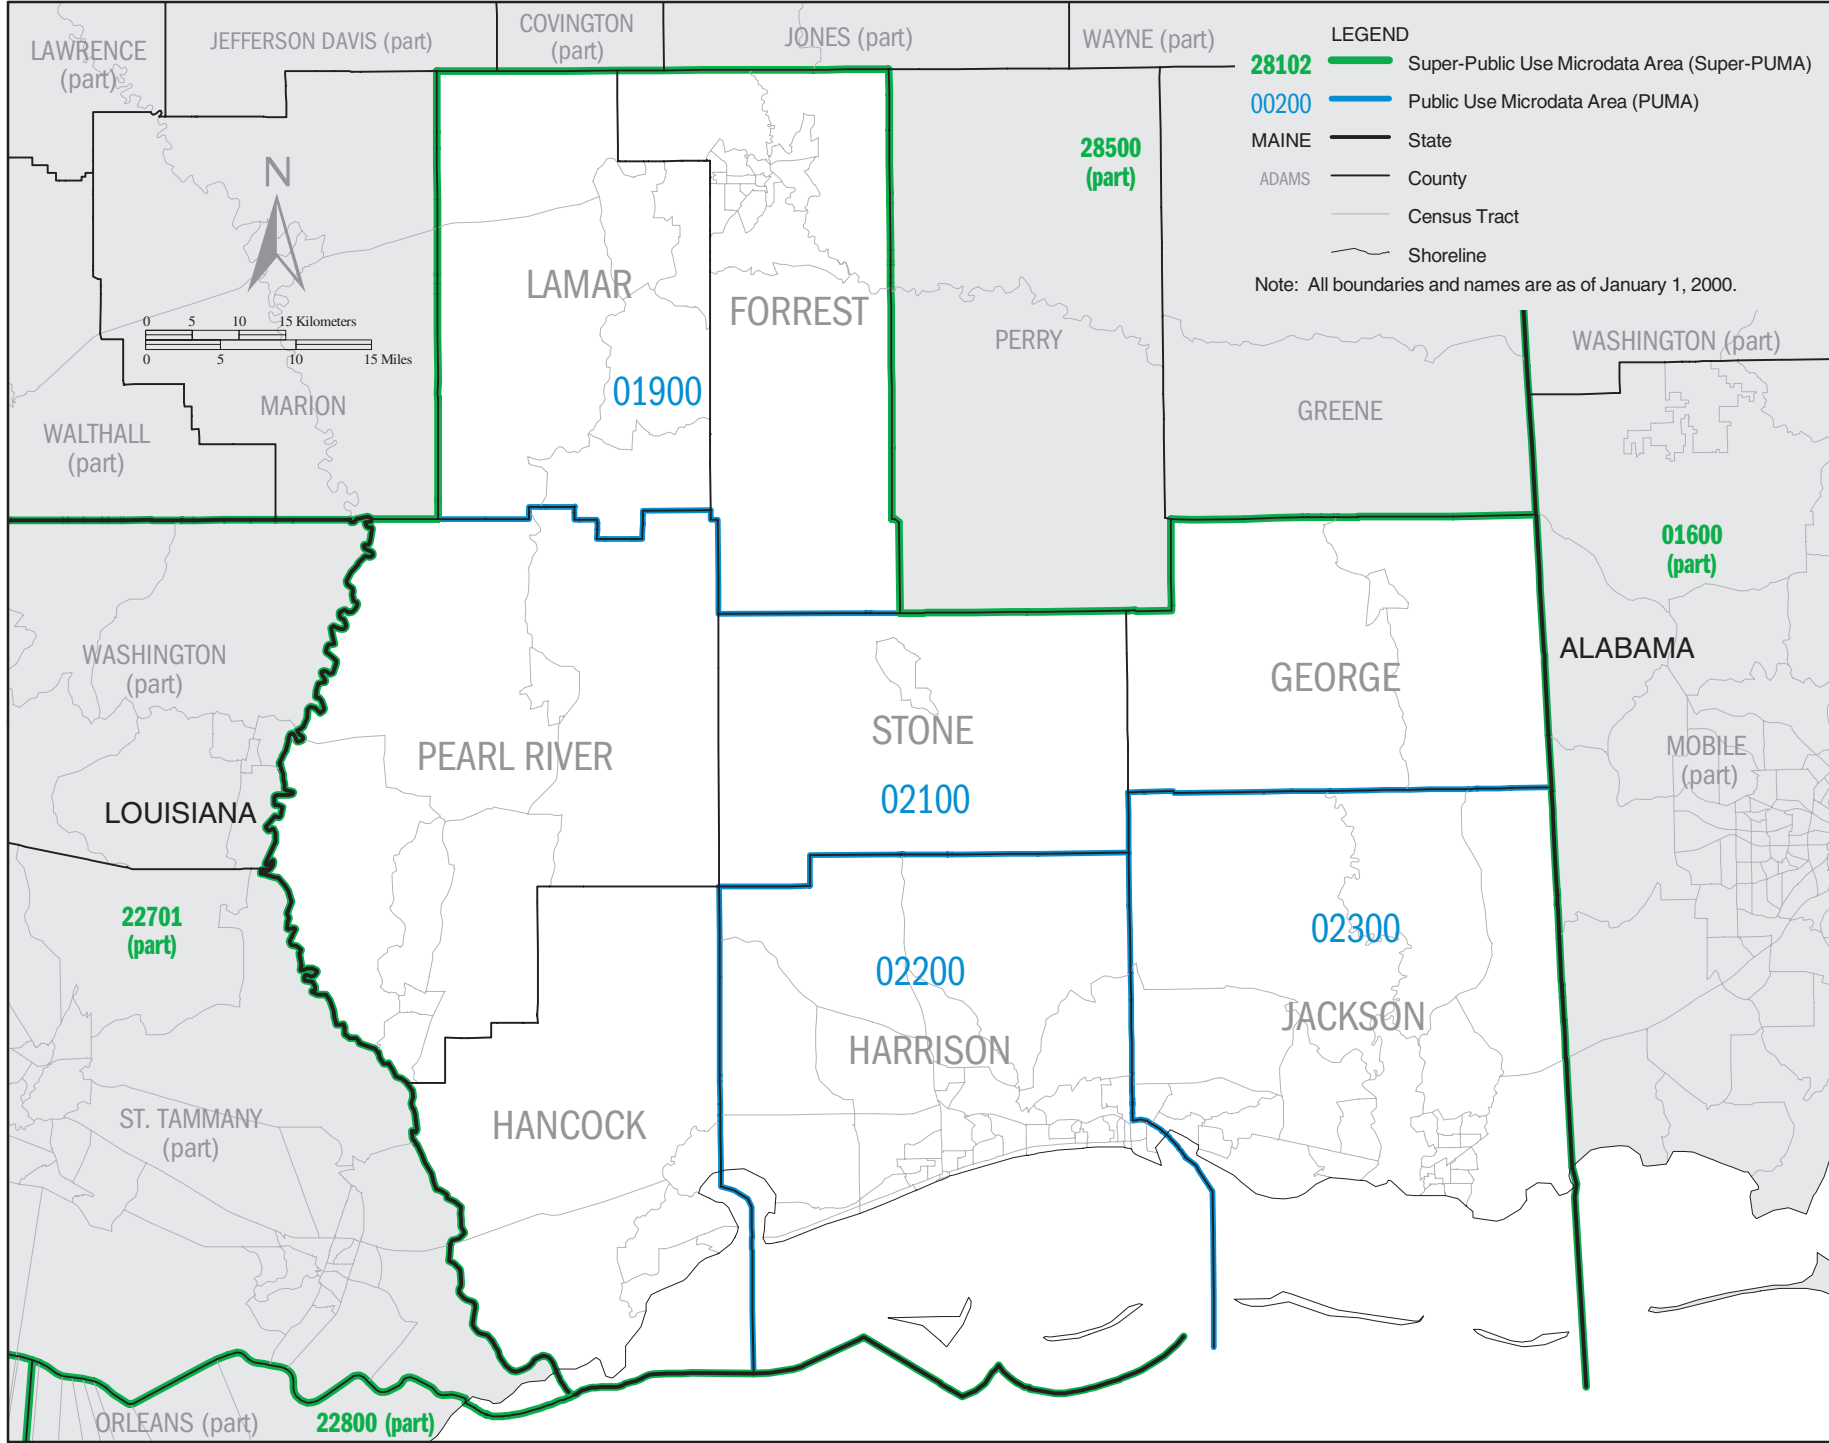 LAWRENCE
(part)
JEFFERSON DAVIS (part)
COVINGTON
(part)
JONES (part)
WAYNE (part)
LEGEND
28102 Super-Public Use Microdata Area (Super-PUMA)
00200 Public Use Microdata Area (PUMA)
MAINE State
ADAMS County
Census Tract
Shoreline
Note: All boundaries and names are as of January 1, 2000.
28500
(part)
N
0 5 10 15 Kilometers
0 5 10 15 Miles
LAMAR
FORREST
PERRY
WASHINGTON (part)
01900
MARION
GREENE
WALTHALL
(part)
01600
(part)
WASHINGTON
(part)
ALABAMA
GEORGE
STONE
PEARL RIVER
MOBILE
(part)
02100
LOUISIANA
22701
(part)
02300
02200
JACKSON
HARRISON
ST. TAMMANY
(part)
HANCOCK
ORLEANS (part)
22800 (part)